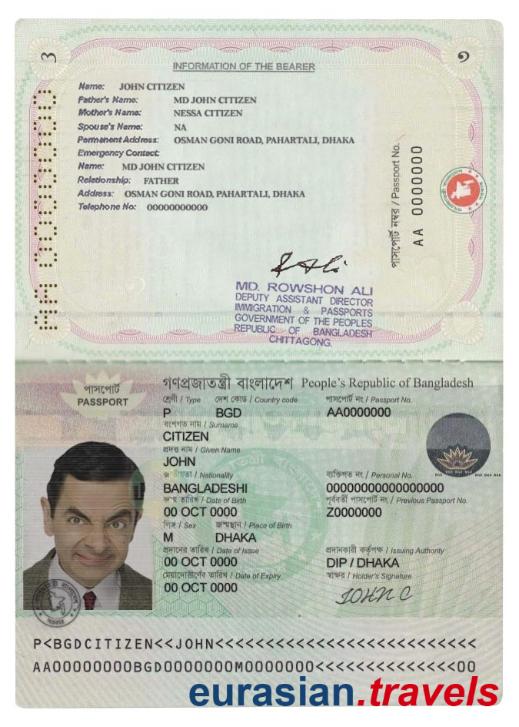 3
১
INFORMATION OF THE BEARER
Name: JOHN CITIZEN
Father's Name: MD JOHN CITIZEN
Mother's Name: NESSA CITIZEN
Spouse's Name: NA
Permanent Address: OSMAN GONI ROAD, PAHARTALI, DHAKA
Emergency Contact:
Name: MD JOHN CITIZEN
Relationship: FATHER
Address: OSMAN GONI ROAD, PAHARTALI, DHAKA
Telephone No: 00000000000
পাসপোর্ট নম্বর / Passport No.
AA 0000000
AA 0000000
MD. ROWSHON ALI
DEPUTY ASSISTANT DIRECTOR
IMMIGRATION & PASSPORTS
GOVERNMENT OF THE PEOPLES
REPUBLIC OF BANGLADESH
CHITTAGONG.
পাসপোর্ট
PASSPORT
গণপ্রজাতন্ত্রী বাংলাদেশ People's Republic of Bangladesh
শ্রেণী / Type দেশ কোড / Country code পাসপোর্ট নং / Passport No.
P BGD AA0000000
বংশগত নাম / Surname
CITIZEN
প্রদত্ত নাম / Given Name
JOHN
জাতীয়তা / Nationality ব্যক্তিগত নং / Personal No.
BANGLADESHI 00000000000000000
জন্ম তারিখ / Date of Birth পূর্ববর্তী পাসপোর্ট নং / Previous Passport No.
00 OCT 0000 Z0000000
লিঙ্গ / Sex জন্মস্থান / Place of Birth
M DHAKA
প্রদানের তারিখ / Date of Issue প্রদানকারী কর্তৃপক্ষ / Issuing Authority
00 OCT 0000 DIP / DHAKA
মেয়াদোত্তীর্ণের তারিখ / Date of Expiry স্বাক্ষর / Holder's Signature
00 OCT 0000 JOHN C
P<BGDCITIZEN<<JOHN<<<<<<<<<<<<<<<<<<<<<<<<<<
AA00000000BGD0000000M0000000<<<<<<<<<<<<<<00
eurasian.travels